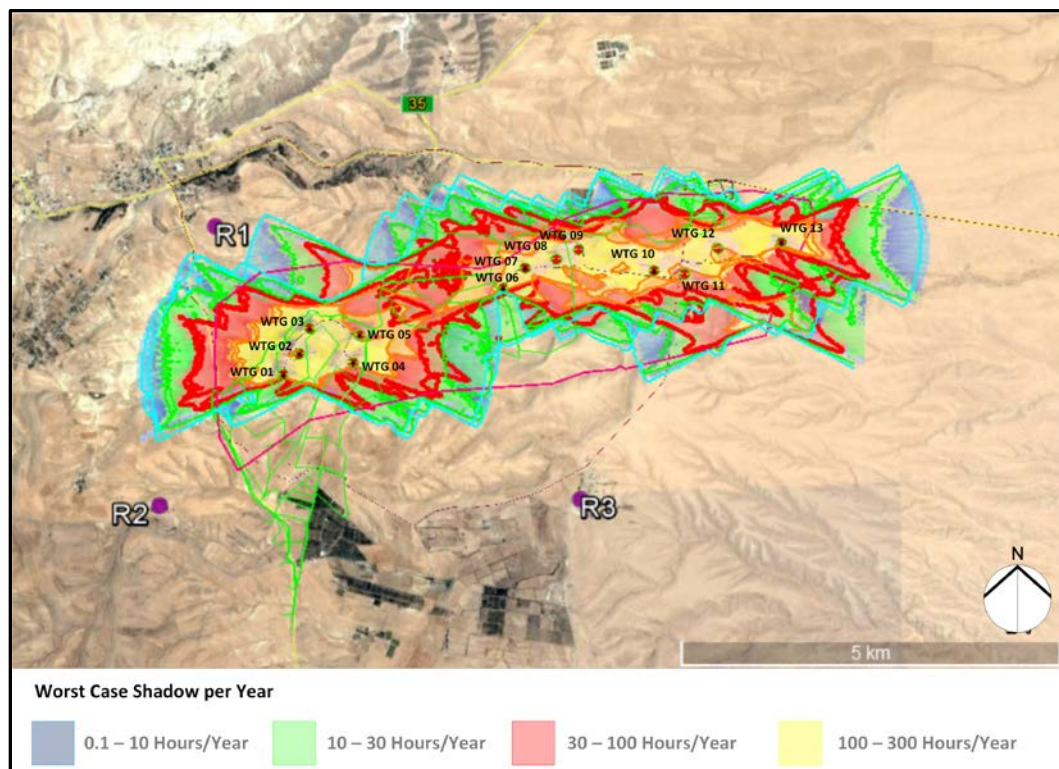 35
R1
WTG 12
WTG 13
WTG 09
WTG 08
WTG 07
WTG 10
WTG 06
WTG 11
WTG 03
WTG 05
WTG 02
WTG 04
WTG 01
R2
R3
N
5 km
Worst Case Shadow per Year
0.1 – 10 Hours/Year
10 – 30 Hours/Year
30 – 100 Hours/Year
100 – 300 Hours/Year